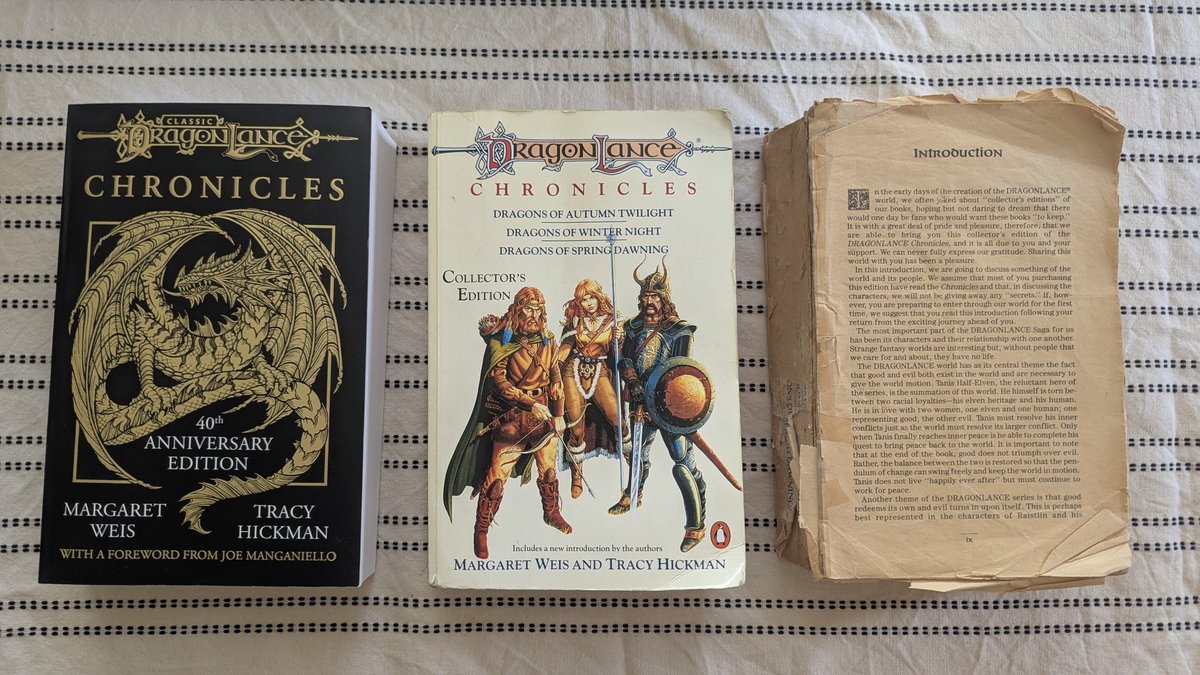 CLASSIC
DRAGONLANCE
CHRONICLES
40th
ANNIVERSARY
EDITION
MARGARET
WEIS
TRACY
HICKMAN
WITH A FOREWORD FROM JOE MANGANIELLO
DRAGONLANCE®
CHRONICLES
DRAGONS OF AUTUMN TWILIGHT
DRAGONS OF WINTER NIGHT
DRAGONS OF SPRING DAWNING
COLLECTOR'S
EDITION
Includes a new introduction by the authors
MARGARET WEIS AND TRACY HICKMAN
INTRODUCTION
In the early days of the creation of the DRAGONLANCE®
world, we often joked about "collector's editions" of
our books, hoping but not daring to dream that there
would one day be fans who would want these books "to keep."
It is with a great deal of pride and pleasure, therefore, that we
are able to bring you this collector's edition of the
DRAGONLANCE Chronicles, and it is all due to you and your
support. We can never fully express our gratitude. Sharing this
world with you has been a pleasure.
In this introduction, we are going to discuss something of the
world and its people. We assume that most of you purchasing
this edition have read the Chronicles and that, in discussing the
characters, we will not be giving away any "secrets." If, how-
ever, you are preparing to enter through our world for the first
time, we suggest that you read this introduction following your
return from the exciting journey ahead of you.
The most important part of the DRAGONLANCE Saga for us
has been its characters and their relationship with one another.
Strange fantasy worlds are interesting but, without people that
we care for and about, they have no life.
The DRAGONLANCE world has as its central theme the fact
that good and evil both exist in the world and are necessary to
give the world motion. Tanis Half-Elven, the reluctant hero of
the series, is the summation of this world. He himself is torn be-
tween two racial loyalties—his elven heritage and his human.
He is in love with two women, one elven and one human; one
representing good, the other evil. Tanis must resolve his inner
conflicts just as the world must resolve its larger conflict. Only
when Tanis finally reaches inner peace is he able to complete his
quest to bring peace back to the world. It is important to note
that at the end of the book, good does not triumph over evil.
Rather, the balance between the two is restored so that the pen-
dulum of change can swing freely and keep the world in motion.
Tanis does not live "happily ever after" but must continue to
work for peace.
Another theme of the DRAGONLANCE series is that good
redeems its own and evil turns in upon itself. This is perhaps
best represented in the characters of Raistlin and his
ix